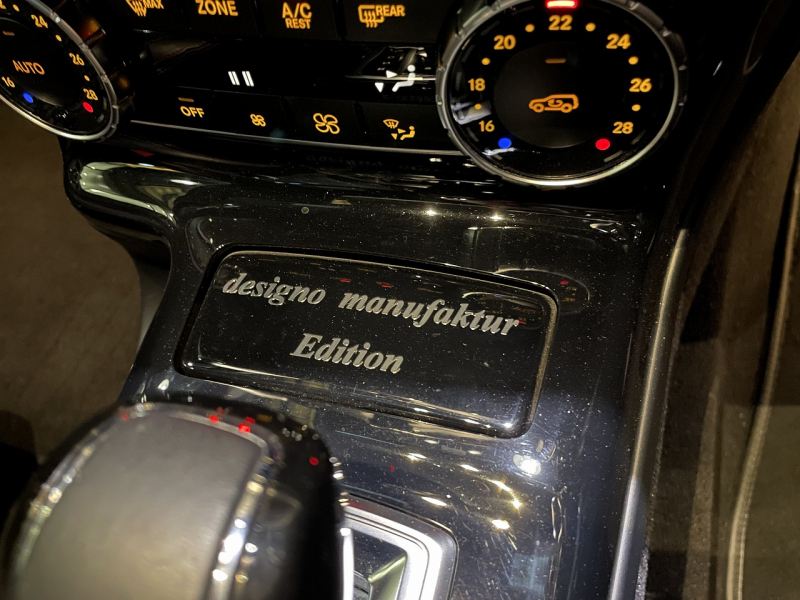 MAX
ZONE
A/C
REST
REAR
24
26
28
16
AUTO
OFF
22
20
24
18
26
16
28
designo manufaktur
Edition